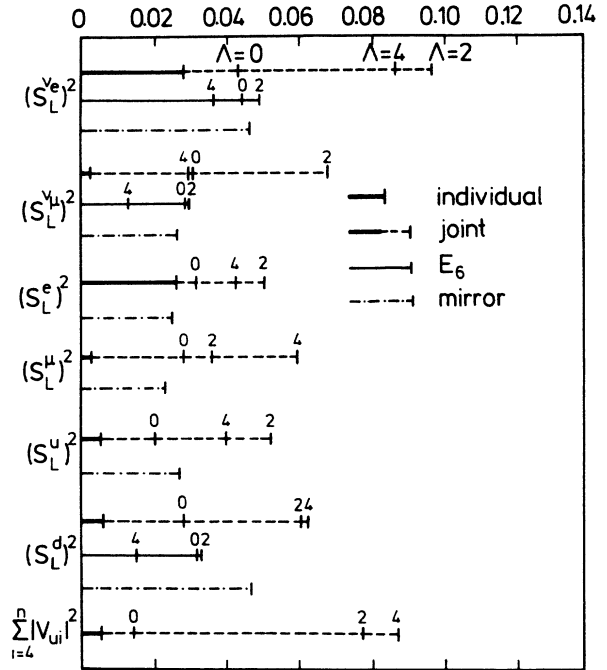 0 0.02 0.04 0.06 0.08 0.10 0.12 0.14
Λ=0 Λ=4 Λ=2
(S_L^{νe})^2
4 0 2
4 0 2
(S_L^{νμ})^2
4 0 2
individual
joint
E_6
mirror
0 4 2
(S_L^e)^2
0 2 4
(S_L^μ)^2
0 4 2
(S_L^u)^2
0 2 4
(S_L^d)^2
4 0 2
0 2 4
\sum_{i=4}^{n} |V_{ui}|^2